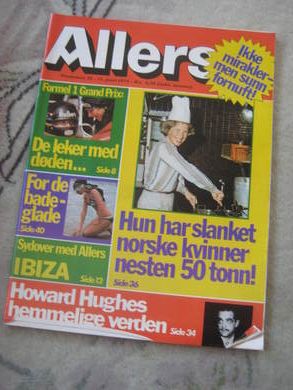 Allers
Ikke
mirakler-
men sunn
fornuft!
Formel 1 Grand Prix:
De leker med
døden...
Side 8
For de
bade-
glade
Side 40
Sydover med Allers
IBIZA
Side 12
Hun har slanket
norske kvinner
nesten 50 tonn!
Side 36
Howard Hughes
hemmelige verden
Side 34